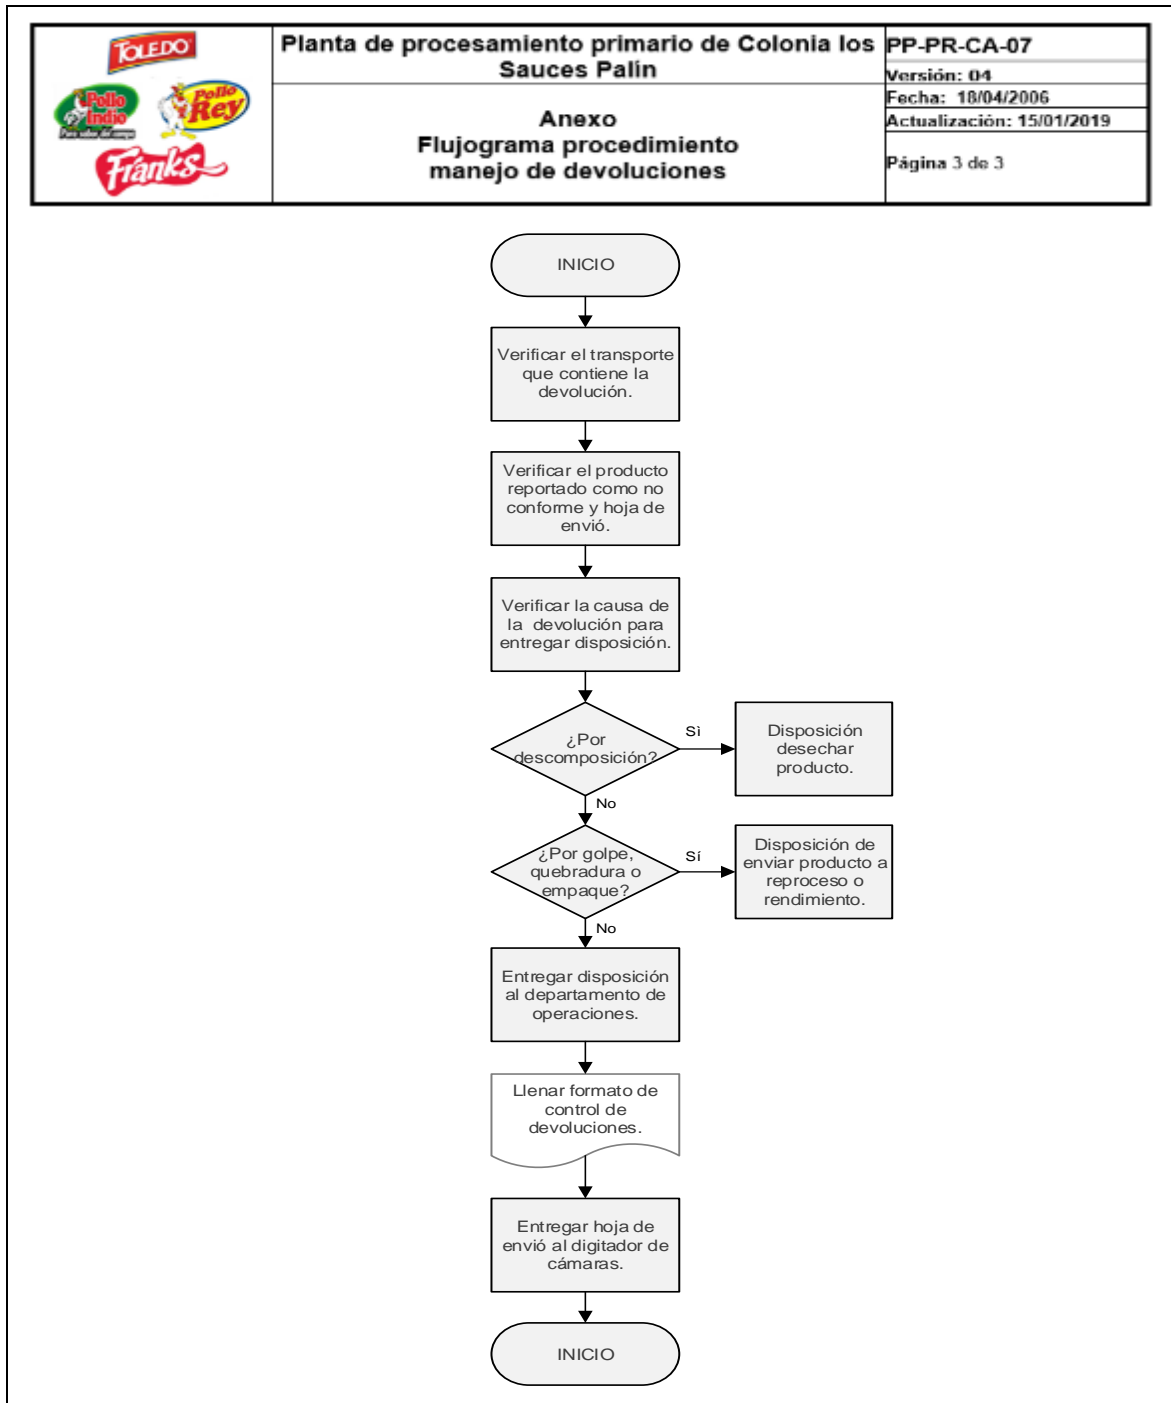 TOLEDO
Pollo
Indio
Pollo
Rey
Franks
Planta de procesamiento primario de Colonia los
Sauces Palín
Anexo
Flujograma procedimiento
manejo de devoluciones
PP-PR-CA-07
Versión: 04
Fecha: 18/04/2006
Actualización: 15/01/2019
Página 3 de 3
INICIO
Verificar el transporte
que contiene la
devolución.
Verificar el producto
reportado como no
conforme y hoja de
envió.
Verificar la causa de
la devolución para
entregar disposición.
¿Por
descomposición?
Sì
Disposición
desechar
producto.
No
¿Por golpe,
quebradura o
empaque?
Sí
Disposición de
enviar producto a
reproceso o
rendimiento.
No
Entregar disposición
al departamento de
operaciones.
Llenar formato de
control de
devoluciones.
Entregar hoja de
envió al digitador de
cámaras.
INICIO